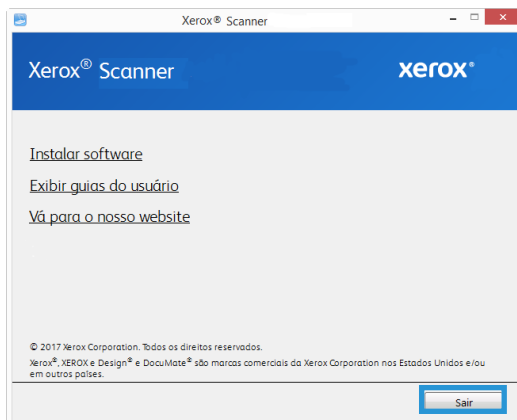 Xerox® Scanner
Xerox® Scanner
xerox®
Instalar software
Exibir guias do usuário
Vá para o nosso website
© 2017 Xerox Corporation. Todos os direitos reservados.
Xerox®, XEROX e Design® e DocuMate® são marcas comerciais da Xerox Corporation nos Estados Unidos e/ou
em outros países.
Sair